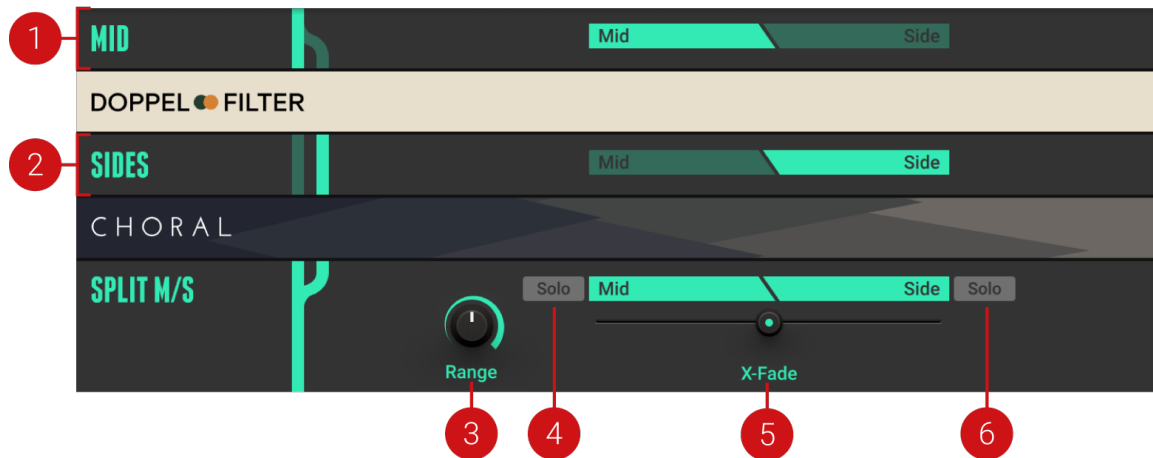 1 MID Mid Side
DOPPEL FILTER
2 SIDES Mid Side
CHORAL
SPLIT M/S Solo Mid Side Solo
Range X-Fade
3 4 5 6